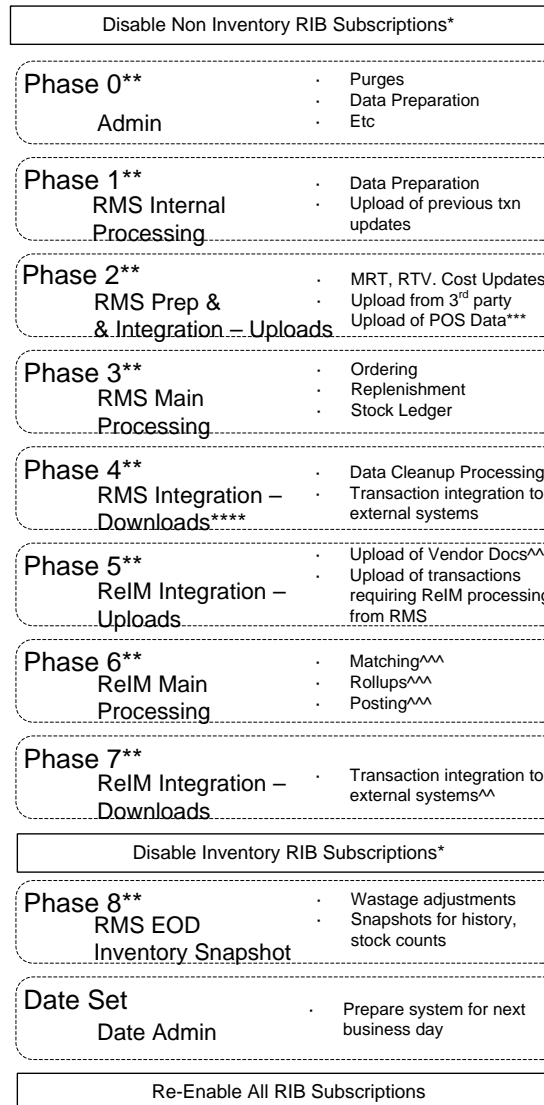 Disable Non Inventory RIB Subscriptions*
Phase 0**
Admin
· Purges
· Data Preparation
· Etc
Phase 1**
RMS Internal
Processing
· Data Preparation
· Upload of previous txn
updates
Phase 2**
RMS Prep &
& Integration – Uploads
· MRT, RTV. Cost Updates
· Upload from 3rd party
Upload of POS Data***
Phase 3**
RMS Main
Processing
· Ordering
· Replenishment
· Stock Ledger
Phase 4**
RMS Integration –
Downloads****
· Data Cleanup Processing
· Transaction integration to
external systems
Phase 5**
ReIM Integration –
Uploads
· Upload of Vendor Docs^^
· Upload of transactions
requiring ReIM processing
from RMS
Phase 6**
ReIM Main
Processing
· Matching^^^
· Rollups^^^
· Posting^^^
Phase 7**
ReIM Integration –
Downloads
· Transaction integration to
external systems^^
Disable Inventory RIB Subscriptions*
Phase 8**
RMS EOD
Inventory Snapshot
· Wastage adjustments
· Snapshots for history,
stock counts
Date Set
Date Admin
· Prepare system for next
business day
Re-Enable All RIB Subscriptions